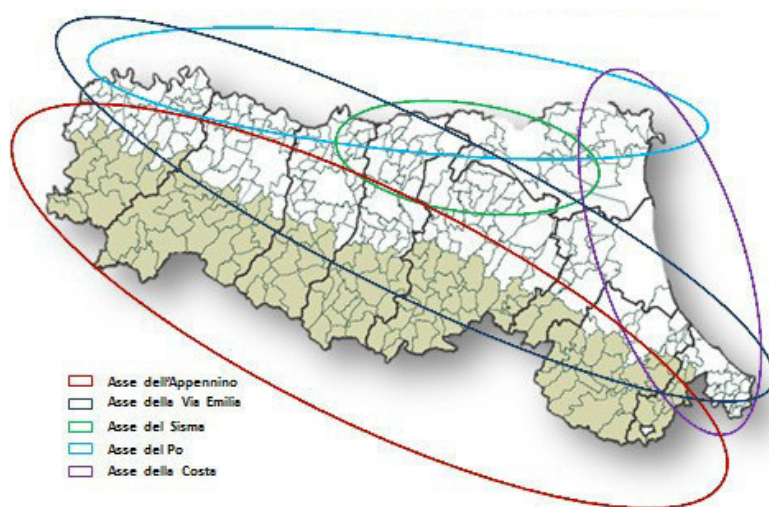 Asse dell'Appennino
Asse della Via Emilia
Asse del Sisma
Asse del Po
Asse della Costa